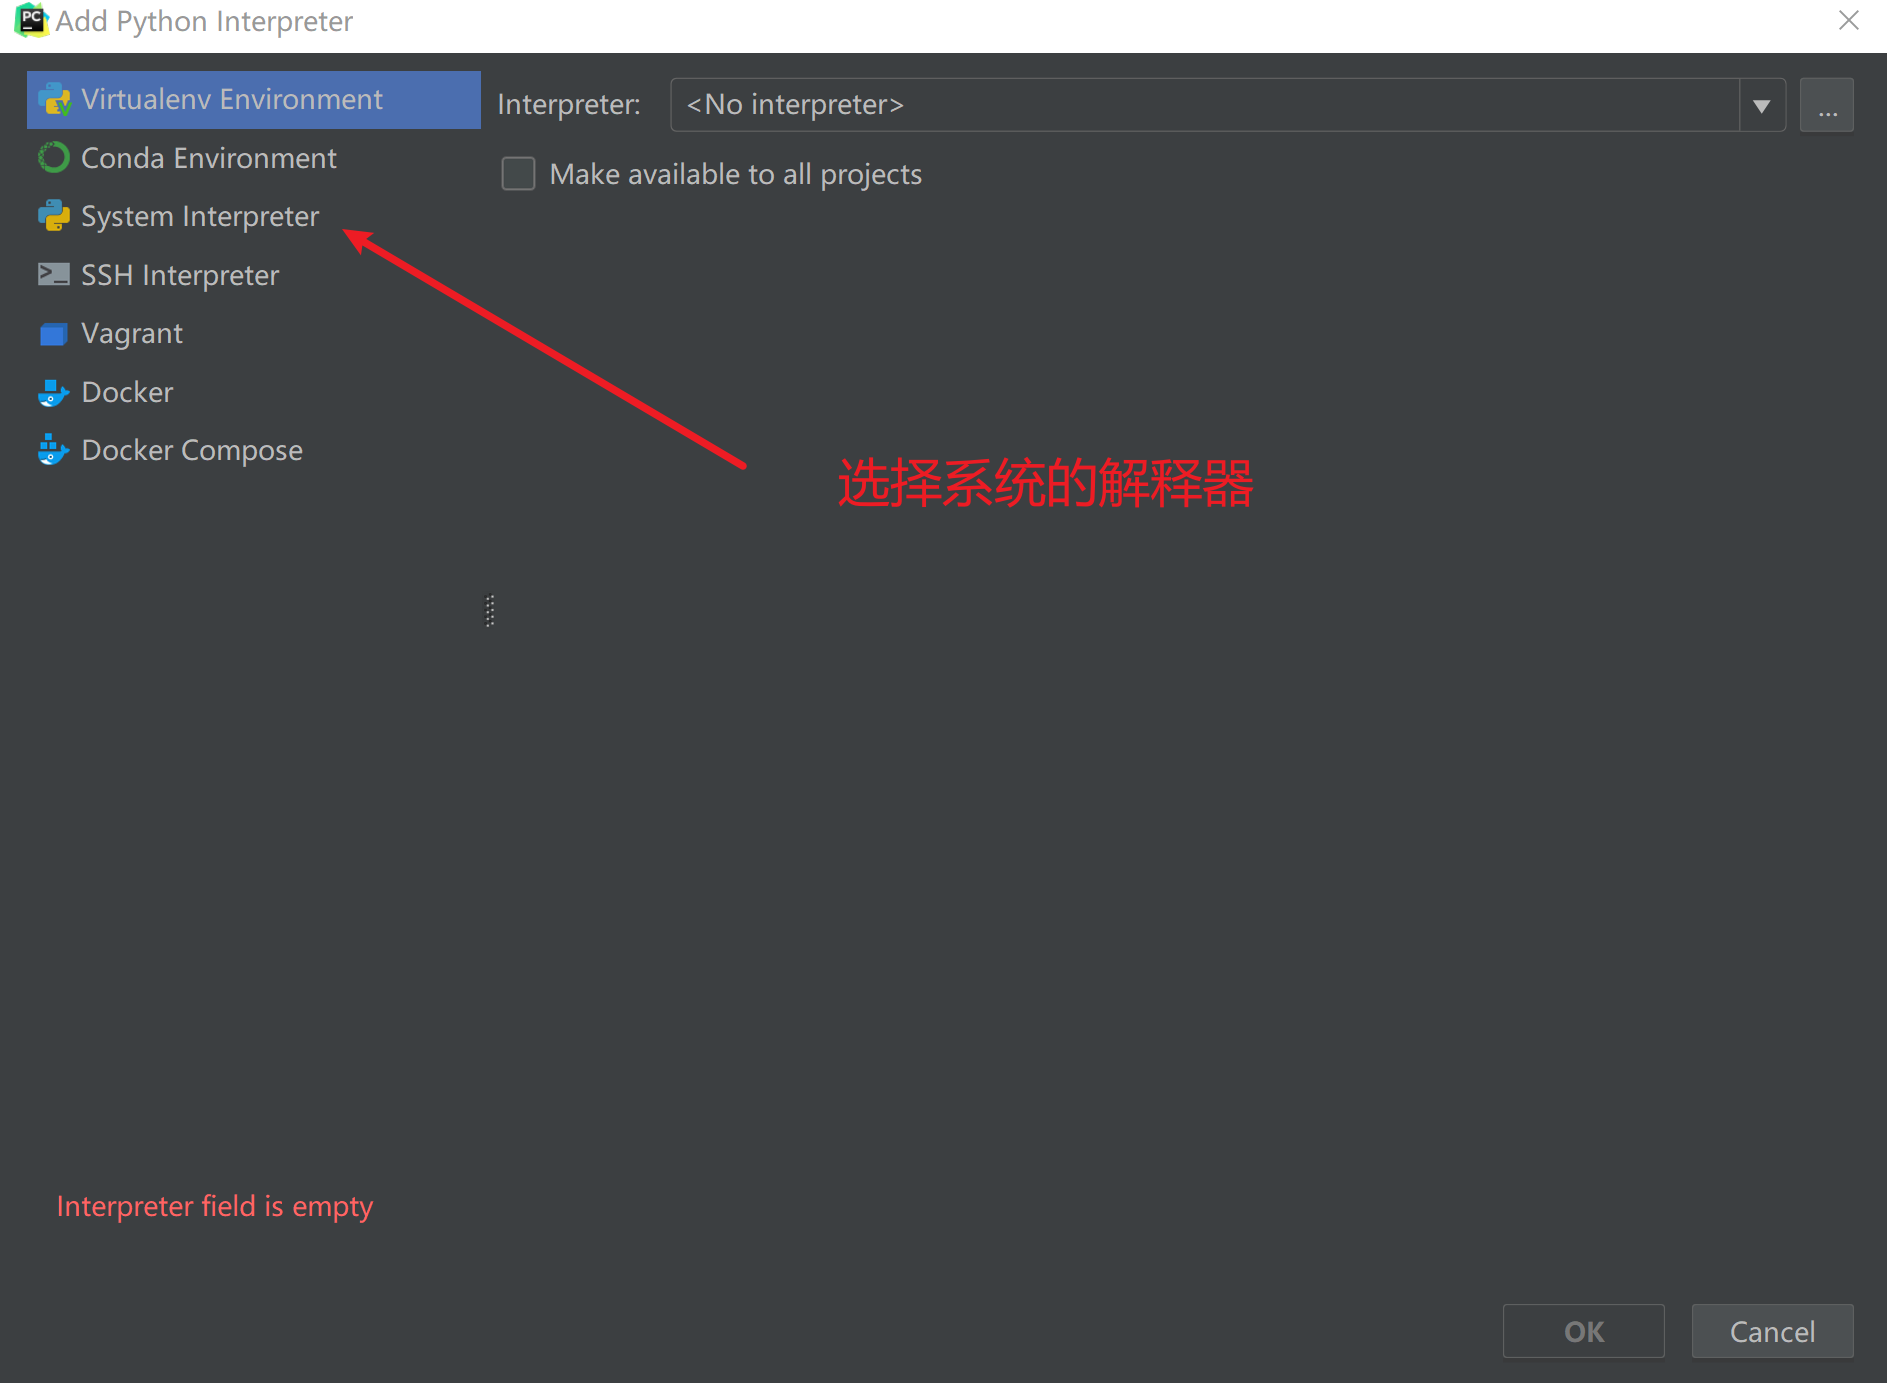 PC Add Python Interpreter
Virtualenv Environment
Conda Environment
System Interpreter
SSH Interpreter
Vagrant
Docker
Docker Compose
Interpreter: <No interpreter> ...
Make available to all projects
选择系统的解释器
Interpreter field is empty
OK Cancel